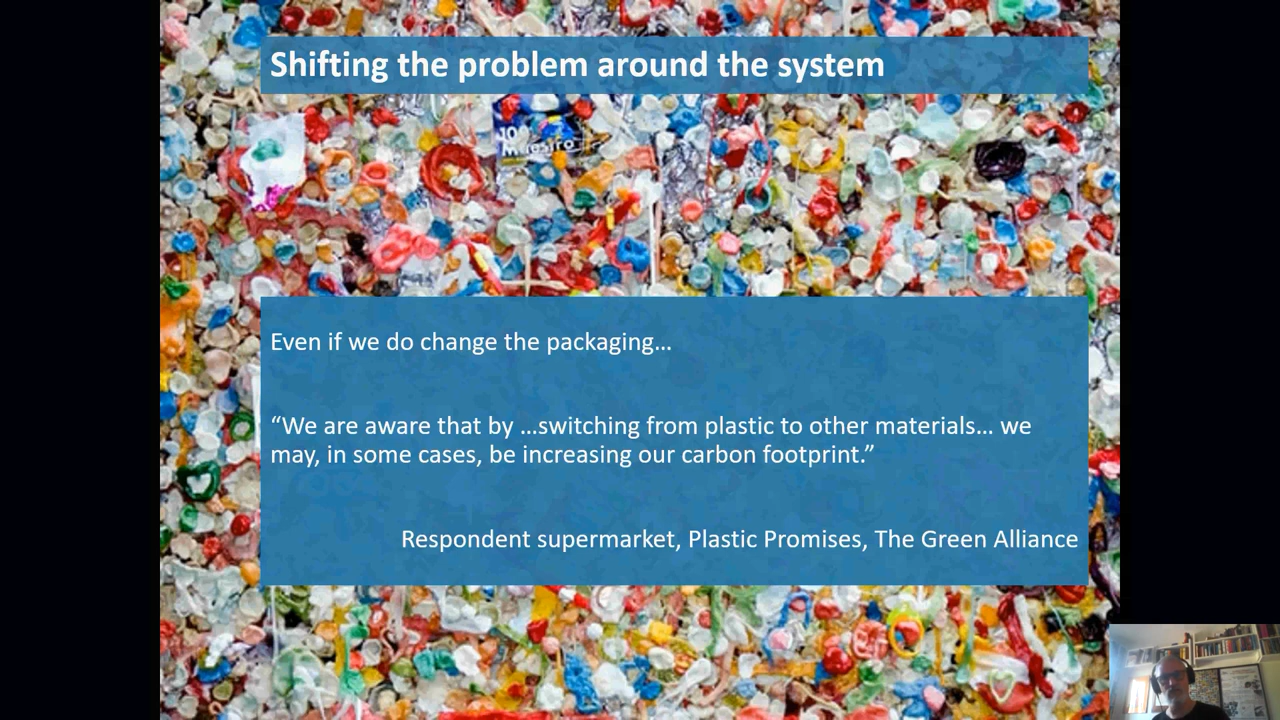 Shifting the problem around the system
100
Maestro
Even if we do change the packaging…
“We are aware that by …switching from plastic to other materials… we
may, in some cases, be increasing our carbon footprint.”
Respondent supermarket, Plastic Promises, The Green Alliance